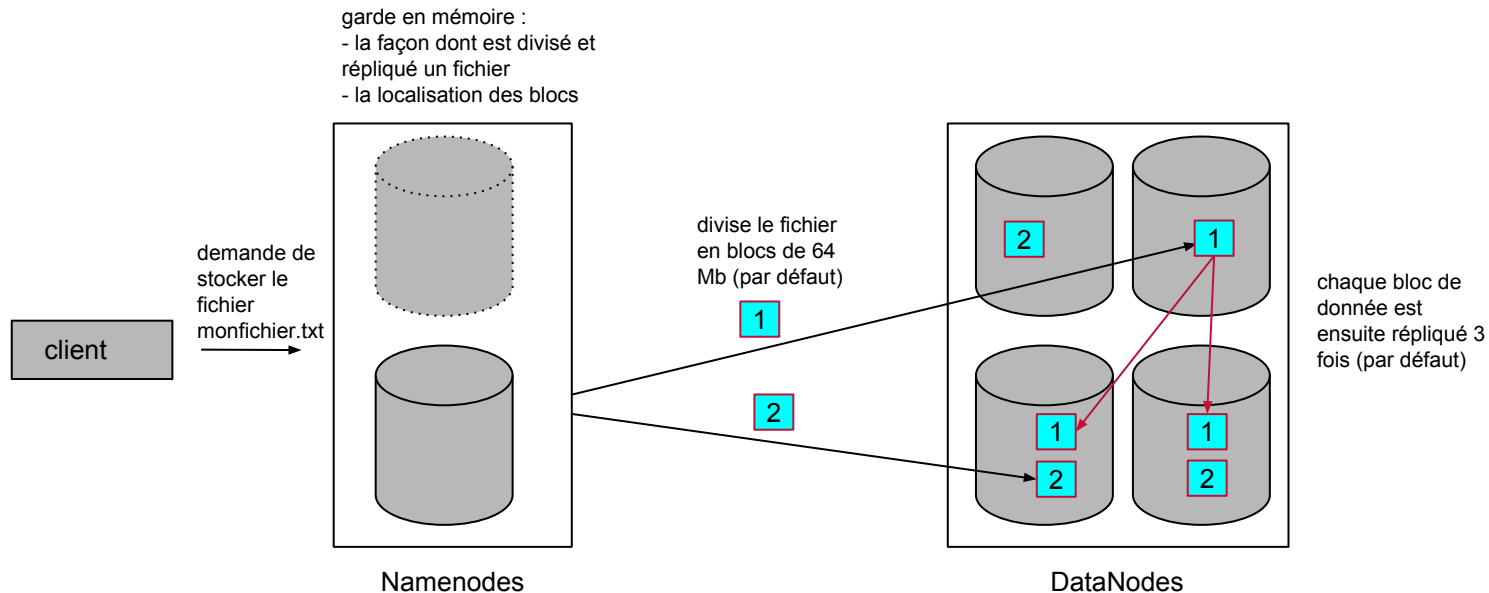 garde en mémoire :
- la façon dont est divisé et
répliqué un fichier
- la localisation des blocs
demande de
stocker le
fichier
monfichier.txt
client
Namenodes
divise le fichier
en blocs de 64
Mb (par défaut)
1
2
2
1
1
2
1
2
DataNodes
chaque bloc de
donnée est
ensuite répliqué 3
fois (par défaut)